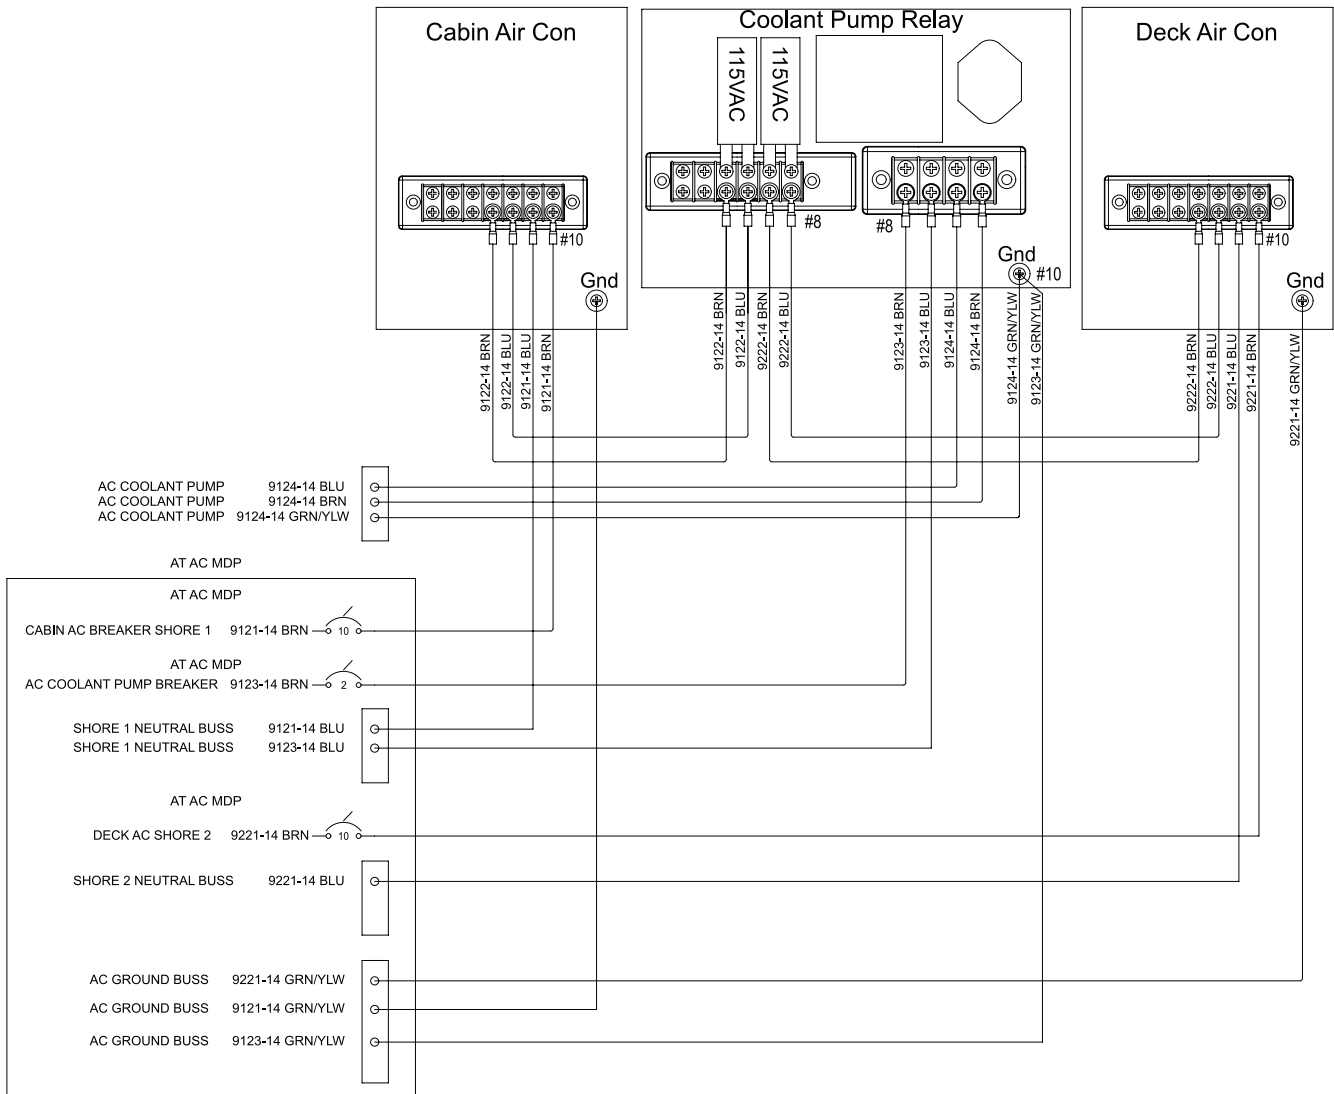 Cabin Air Con
Coolant Pump Relay
Deck Air Con
115VAC
115VAC
#10
#8
#8
#10
Gnd
#10
Gnd
Gnd
9122-14 BRN
9122-14 BLU
9121-14 BLU
9121-14 BRN
9122-14 BRN
9122-14 BLU
9222-14 BRN
9222-14 BLU
9123-14 BRN
9123-14 BLU
9124-14 BLU
9124-14 BRN
9124-14 GRN/YLW
9123-14 GRN/YLW
9222-14 BRN
9222-14 BLU
9221-14 BLU
9221-14 BRN
9221-14 GRN/YLW
AC COOLANT PUMP 9124-14 BLU
AC COOLANT PUMP 9124-14 BRN
AC COOLANT PUMP 9124-14 GRN/YLW
AT AC MDP
AT AC MDP
CABIN AC BREAKER SHORE 1 9121-14 BRN 10
AT AC MDP
AC COOLANT PUMP BREAKER 9123-14 BRN 2
SHORE 1 NEUTRAL BUSS 9121-14 BLU
SHORE 1 NEUTRAL BUSS 9123-14 BLU
AT AC MDP
DECK AC SHORE 2 9221-14 BRN 10
SHORE 2 NEUTRAL BUSS 9221-14 BLU
AC GROUND BUSS 9221-14 GRN/YLW
AC GROUND BUSS 9121-14 GRN/YLW
AC GROUND BUSS 9123-14 GRN/YLW